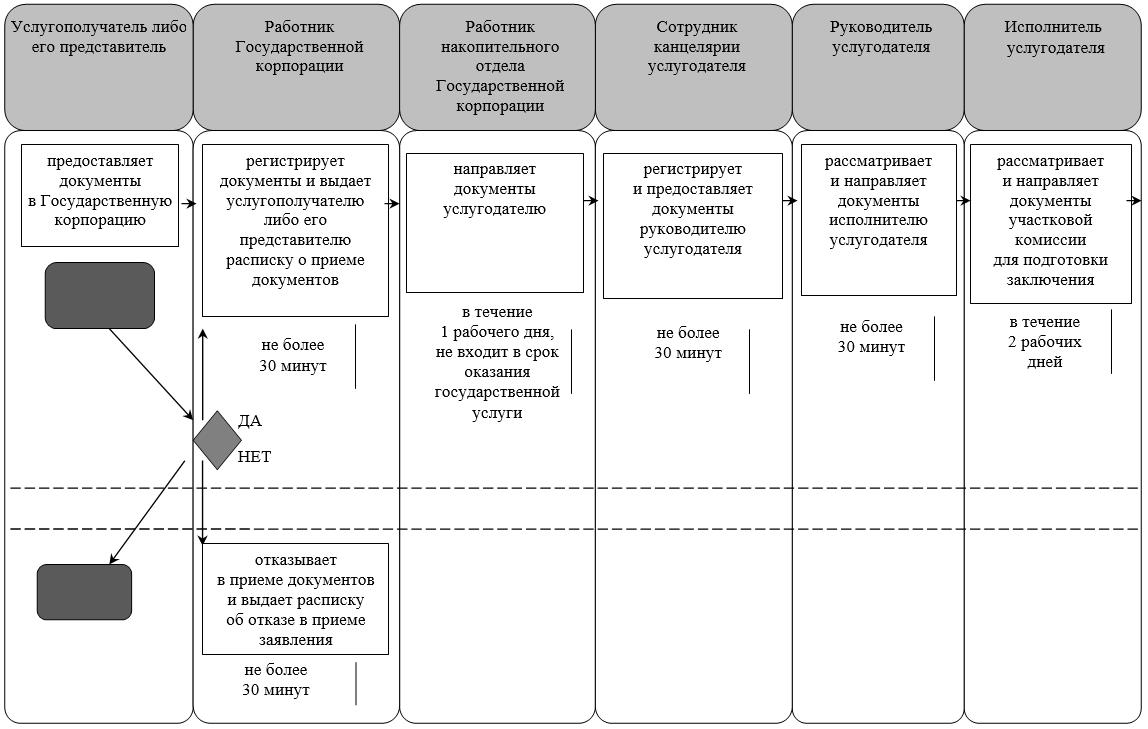 Услугополучатель либо
его представитель
Работник
Государственной
корпорации
Работник
накопительного
отдела
Государственной
корпорации
Сотрудник
канцелярии
услугодателя
Руководитель
услугодателя
Исполнитель
услугодателя
предоставляет
документы
в Государственную
корпорацию
регистрирует
документы и выдает
услугополучателю
либо его
представителю
расписку о приеме
документов
направляет
документы
услугодателю
регистрирует
и предоставляет
документы
руководителю
услугодателя
рассматривает
и направляет
документы
исполнителю
услугодателя
рассматривает
и направляет
документы
участковой
комиссии
для подготовки
заключения
не более
30 минут
в течение
1 рабочего дня,
не входит в срок
оказания
государственной
услуги
не более
30 минут
не более
30 минут
в течение
2 рабочих
дней
ДА
НЕТ
отказывает
в приеме документов
и выдает расписку
об отказе в приеме
заявления
не более
30 минут